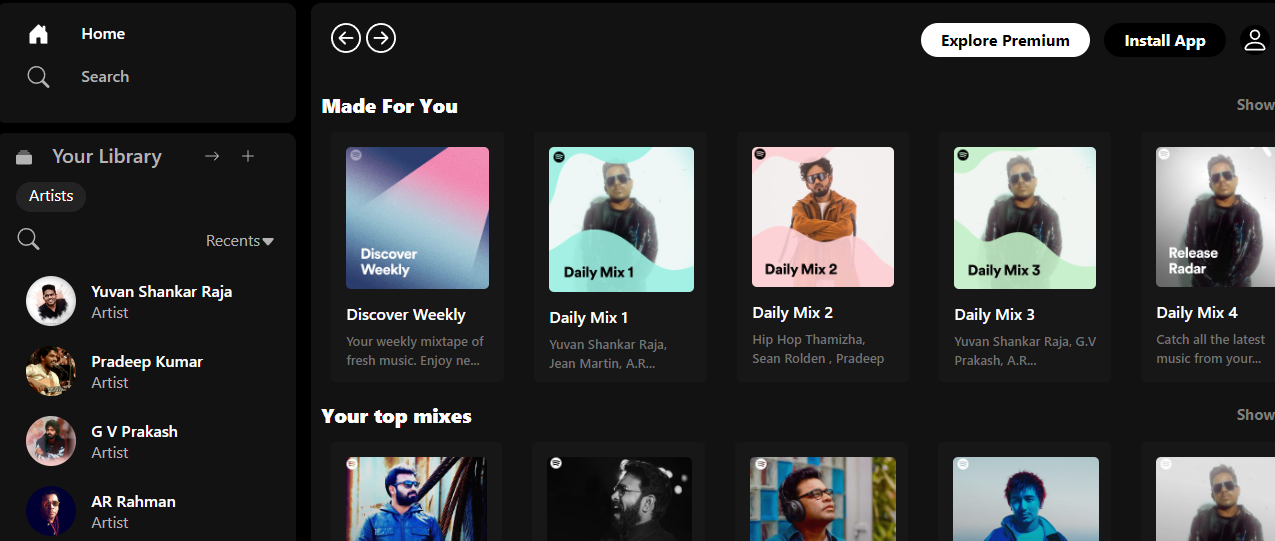 Home
Search
Your Library
Artists
Recents
Yuvan Shankar Raja
Artist
Pradeep Kumar
Artist
G V Prakash
Artist
AR Rahman
Artist
Explore Premium
Install App
Made For You
Show
Discover
Weekly
Discover Weekly
Your weekly mixtape of
fresh music. Enjoy ne...
Daily Mix 1
Daily Mix 1
Yuvan Shankar Raja,
Jean Martin, A.R...
Daily Mix 2
Daily Mix 2
Hip Hop Thamizha,
Sean Rolden , Pradeep
Daily Mix 3
Daily Mix 3
Yuvan Shankar Raja, G.V
Prakash, A.R...
Release
Radar
Daily Mix 4
Catch all the latest
music from your...
Your top mixes
Show